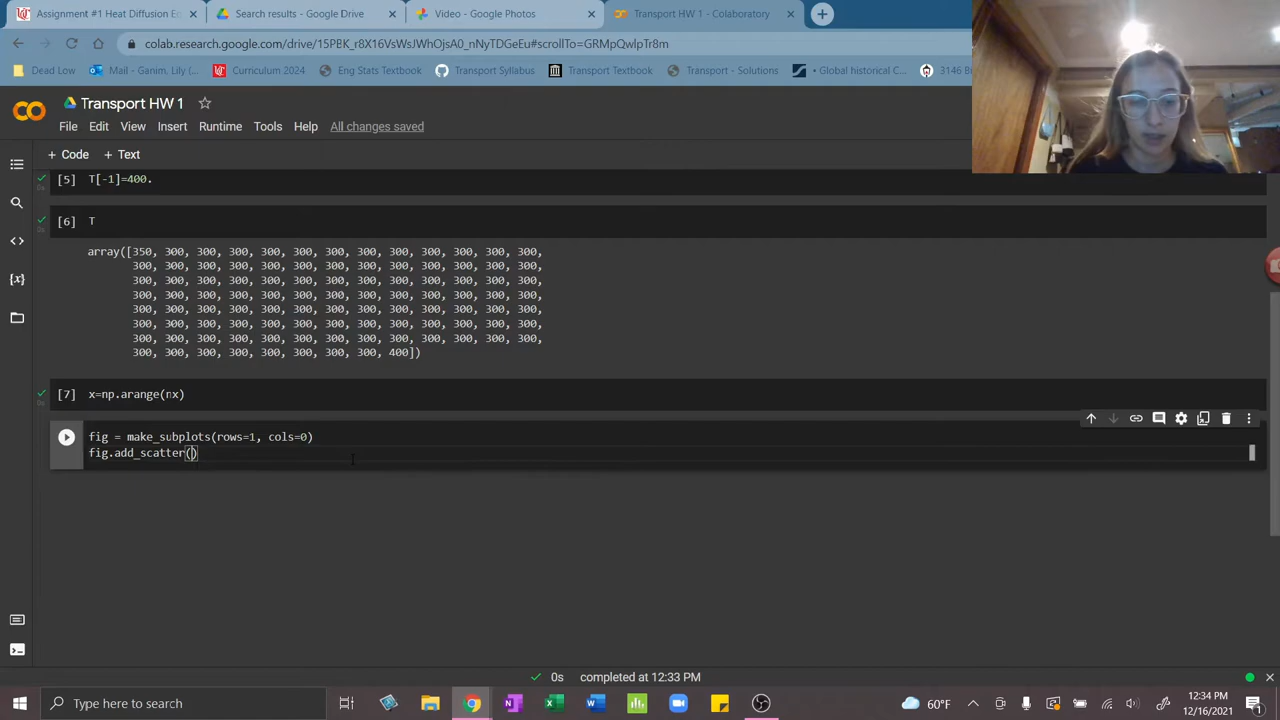 Assignment #1 Heat Diffusion Eq
Search results - Google Drive
Video - Google Photos
Transport HW 1 - Colaboratory
colab.research.google.com/drive/15PBK_r8X16VsWsJWhOjsA0_nNyTDGeEu#scrollTo=GRMpQwlpTr8m
Dead Low
Mail - Ganim, Lily (...
Curriculum 2024
Eng Stats Textbook
Transport Syllabus
Transport Textbook
Transport - Solutions
• Global historical C...
3146 B
Transport HW 1
File Edit View Insert Runtime Tools Help All changes saved
+ Code + Text
[5] T[-1]=400.
0s
[6] T
0s
array([350, 300, 300, 300, 300, 300, 300, 300, 300, 300, 300, 300, 300,
300, 300, 300, 300, 300, 300, 300, 300, 300, 300, 300, 300, 300,
300, 300, 300, 300, 300, 300, 300, 300, 300, 300, 300, 300, 300,
300, 300, 300, 300, 300, 300, 300, 300, 300, 300, 300, 300, 300,
300, 300, 300, 300, 300, 300, 300, 300, 300, 300, 300, 300, 300,
300, 300, 300, 300, 300, 300, 300, 300, 300, 300, 300, 300, 300,
300, 300, 300, 300, 300, 300, 300, 300, 300, 300, 300, 300, 300,
300, 300, 300, 300, 300, 300, 300, 300, 400])
[7] x=np.arange(nx)
0s
fig = make_subplots(rows=1, cols=0)
fig.add_scatter()
0s completed at 12:33 PM
Type here to search
60°F
12:34 PM
12/16/2021